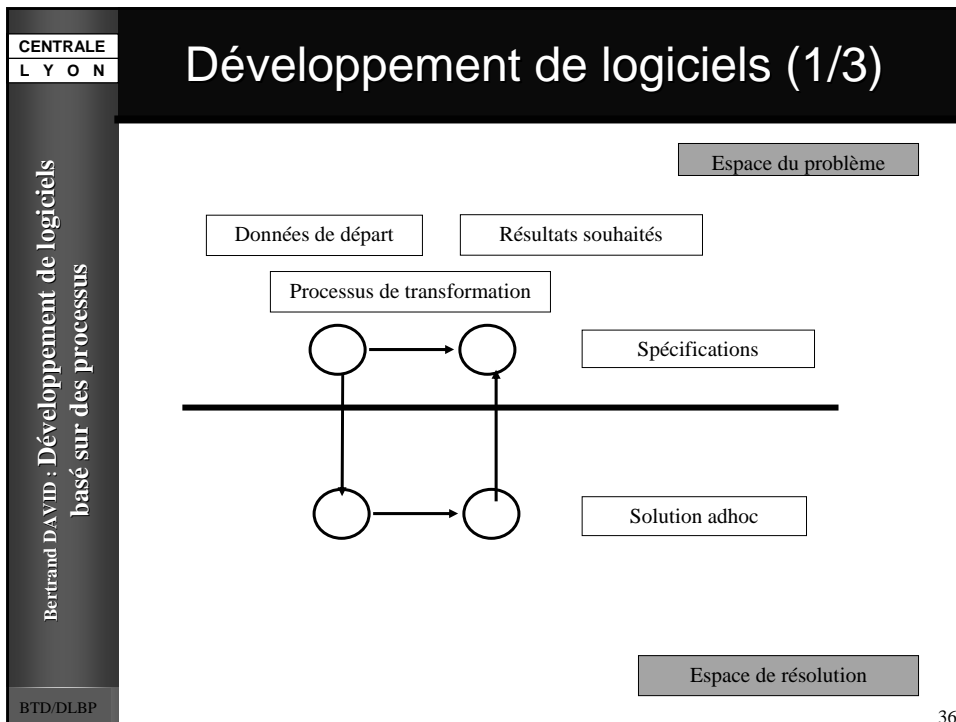 CENTRALE
L Y O N
Développement de logiciels (1/3)
Bertrand DAVID : Développement de logiciels
basé sur des processus
Espace du problème
Données de départ
Résultats souhaités
Processus de transformation
Spécifications
Solution adhoc
Espace de résolution
BTD/DLBP
36